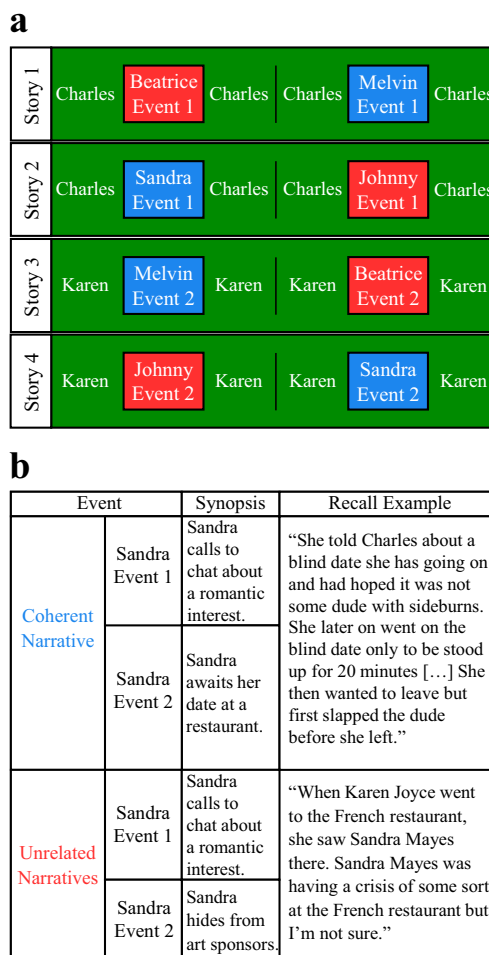 a
Story 1
Charles
Beatrice
Event 1
Charles
Charles
Melvin
Event 1
Charles
Story 2
Charles
Sandra
Event 1
Charles
Charles
Johnny
Event 1
Charles
Story 3
Karen
Melvin
Event 2
Karen
Karen
Beatrice
Event 2
Karen
Story 4
Karen
Johnny
Event 2
Karen
Karen
Sandra
Event 2
Karen
b
Event
Synopsis
Recall Example
Coherent
Narrative
Sandra
Event 1
Sandra
calls to
chat about
a romantic
interest.
Sandra
Event 2
Sandra
awaits her
date at a
restaurant.
“She told Charles about a
blind date she has going on
and had hoped it was not
some dude with sideburns.
She later on went on the
blind date only to be stood
up for 20 minutes [...] She
then wanted to leave but
first slapped the dude
before she left.”
Unrelated
Narratives
Sandra
Event 1
Sandra
calls to
chat about
a romantic
interest.
Sandra
Event 2
Sandra
hides from
art sponsors.
“When Karen Joyce went
to the French restaurant,
she saw Sandra Mayes
there. Sandra Mayes was
having a crisis of some sort
at the French restaurant but
I’m not sure.”